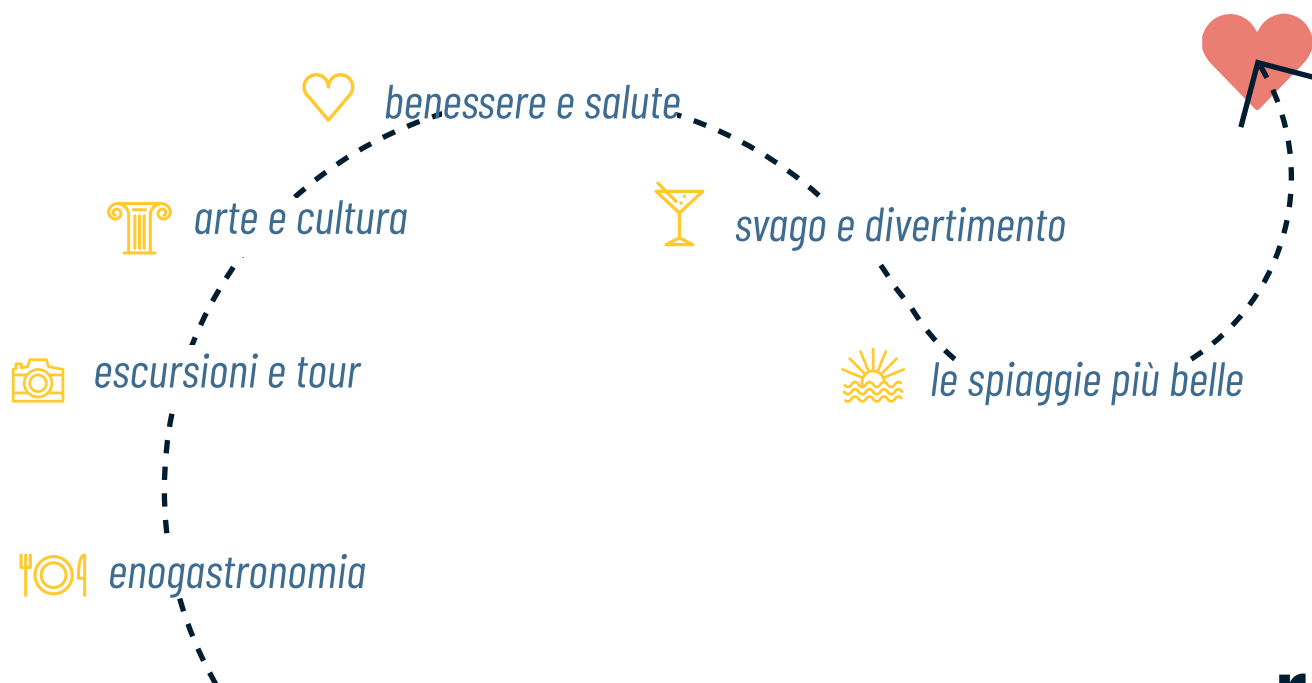 benessere e salute
arte e cultura
svago e divertimento
escursioni e tour
le spiaggie più belle
enogastronomia